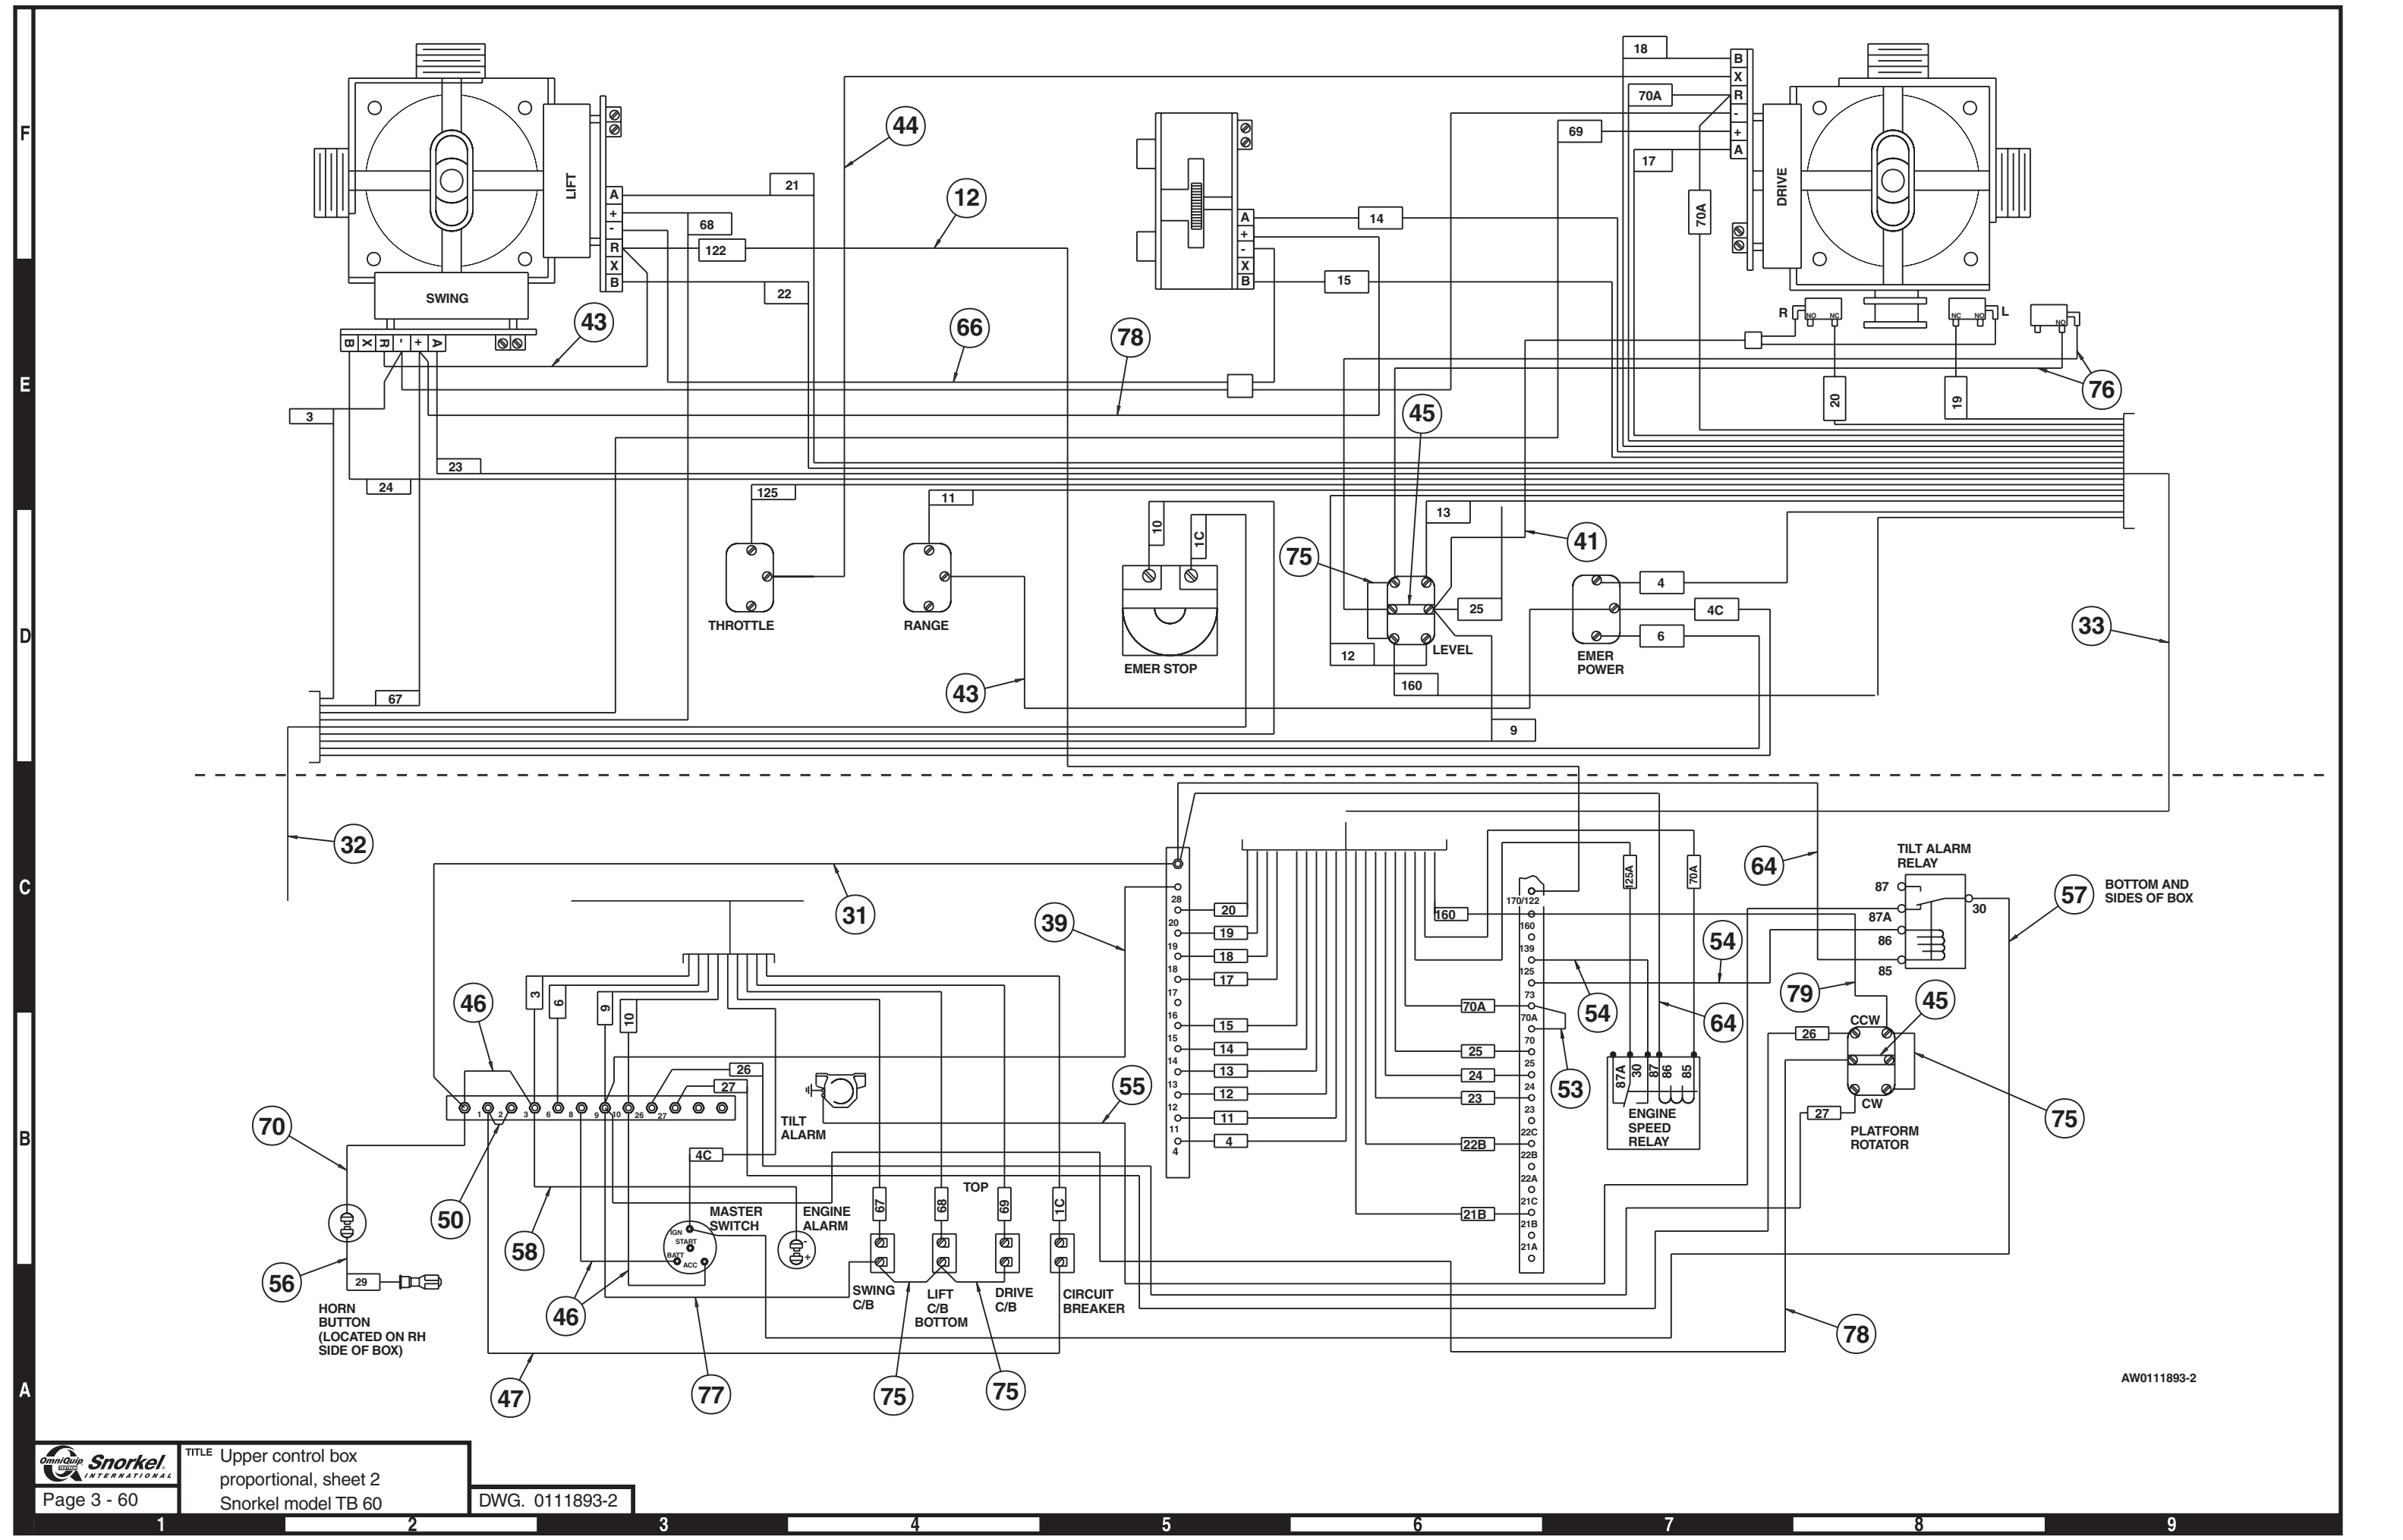 F
E
D
C
B
A
LIFT
SWING
A
+
-
R
X
B
B
X
R
-
+
A
21
68
122
22
44
12
43
66
78
3
23
24
67
A
+
-
X
B
14
15
18
70A
69
17
70A
B
X
R
-
+
A
DRIVE
R
NO
NC
NC
NO
L
NO
20
19
76
45
125
11
10
1C
13
41
75
25
4
4C
6
THROTTLE
RANGE
EMER STOP
LEVEL
EMER
POWER
12
160
43
9
33
32
31
39
28
20
19
18
17
16
15
14
13
12
11
4
20
19
18
17
15
14
13
12
11
4
160
70A
25
24
23
22B
21B
170/122
160
139
125
73
70A
70
25
24
23
22C
22B
22A
21C
21B
21A
125A
70A
54
54
64
64
53
87A
30
87
86
85
ENGINE
SPEED
RELAY
TILT ALARM
RELAY
87
87A
86
85
30
57
BOTTOM AND
SIDES OF BOX
79
45
CCW
26
CW
27
PLATFORM
ROTATOR
75
78
46
3
6
9
10
26
27
1
2
3
6
8
9
10
26
27
TILT
ALARM
55
70
50
58
56
29
HORN
BUTTON
(LOCATED ON RH
SIDE OF BOX)
4C
MASTER
SWITCH
IGN
START
BATT
ACC
ENGINE
ALARM
-
+
TOP
67
68
69
1C
SWING
C/B
LIFT
C/B
BOTTOM
DRIVE
C/B
CIRCUIT
BREAKER
46
47
77
75
75
AW0111893-2
OmniQuip
TEXTRON
Snorkel
INTERNATIONAL
Page 3 - 60
TITLE Upper control box
proportional, sheet 2
Snorkel model TB 60
DWG. 0111893-2
1 2 3 4 5 6 7 8 9